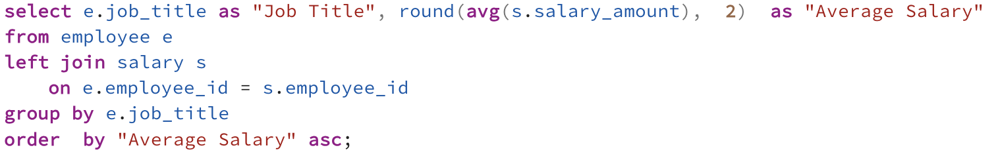 select e.job_title as "Job Title", round(avg(s.salary_amount),  2)  as "Average Salary"
from employee e
left join salary s
    on e.employee_id = s.employee_id
group by e.job_title
order  by "Average Salary" asc;